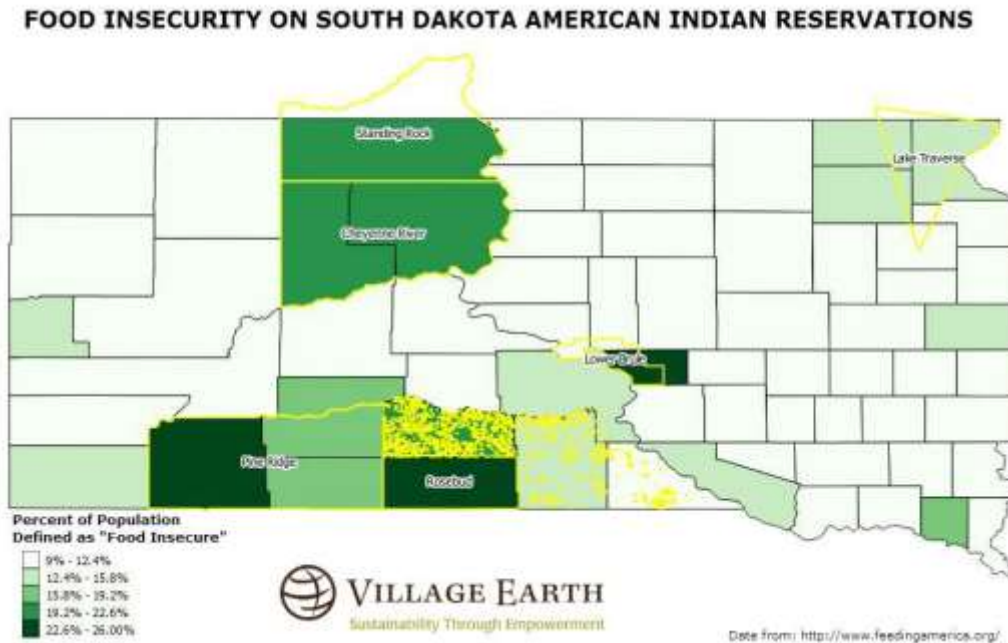 FOOD INSECURITY ON SOUTH DAKOTA AMERICAN INDIAN RESERVATIONS
Standing Rock
Lake Traverse
Cheyenne River
Lower Brule
Pine Ridge
Rosebud
Percent of Population
Defined as "Food Insecure"
9% - 12.4%
12.4% - 15.8%
15.8% - 19.2%
19.2% - 22.6%
22.6% - 26.00%
VILLAGE EARTH
Sustainability Through Empowerment
Date from: http://www.feedingamerica.org/